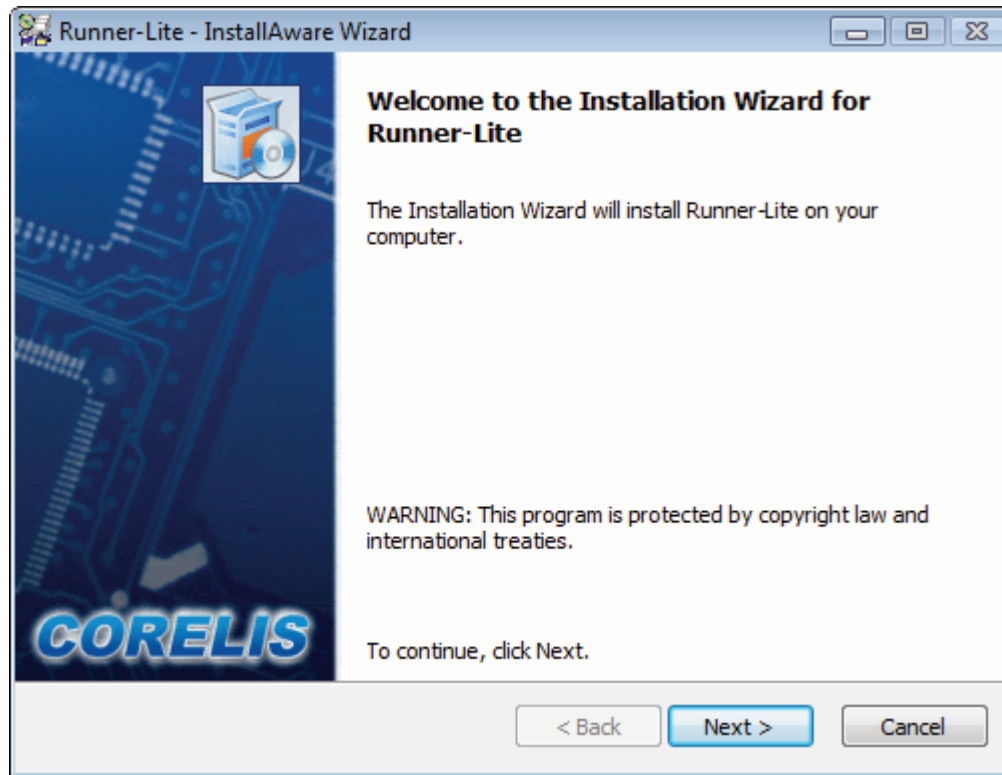 Runner-Lite - InstallAware Wizard
Welcome to the Installation Wizard for
Runner-Lite
The Installation Wizard will install Runner-Lite on your
computer.
WARNING: This program is protected by copyright law and
international treaties.
CORELIS
To continue, click Next.
< Back
Next >
Cancel